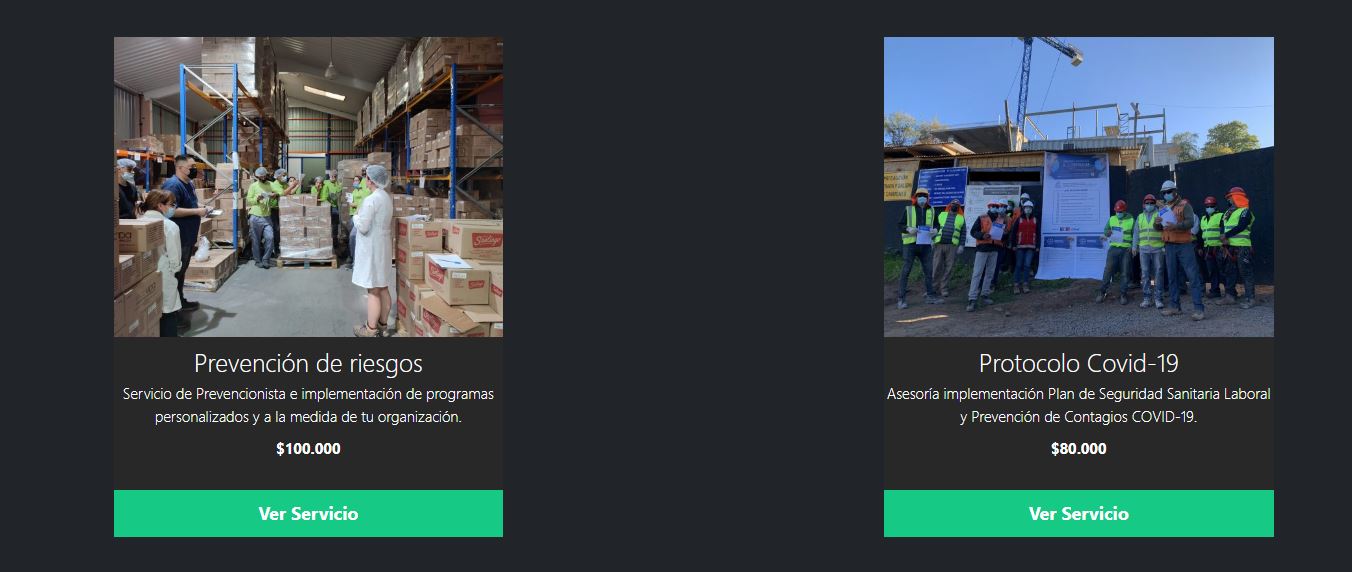 Santiago
Prevención de riesgos
Servicio de Prevencionista e implementación de programas
personalizados y a la medida de tu organización.
$100.000
Ver Servicio
Protocolo Covid-19
Asesoría implementación Plan de Seguridad Sanitaria Laboral
y Prevención de Contagios COVID-19.
$80.000
Ver Servicio